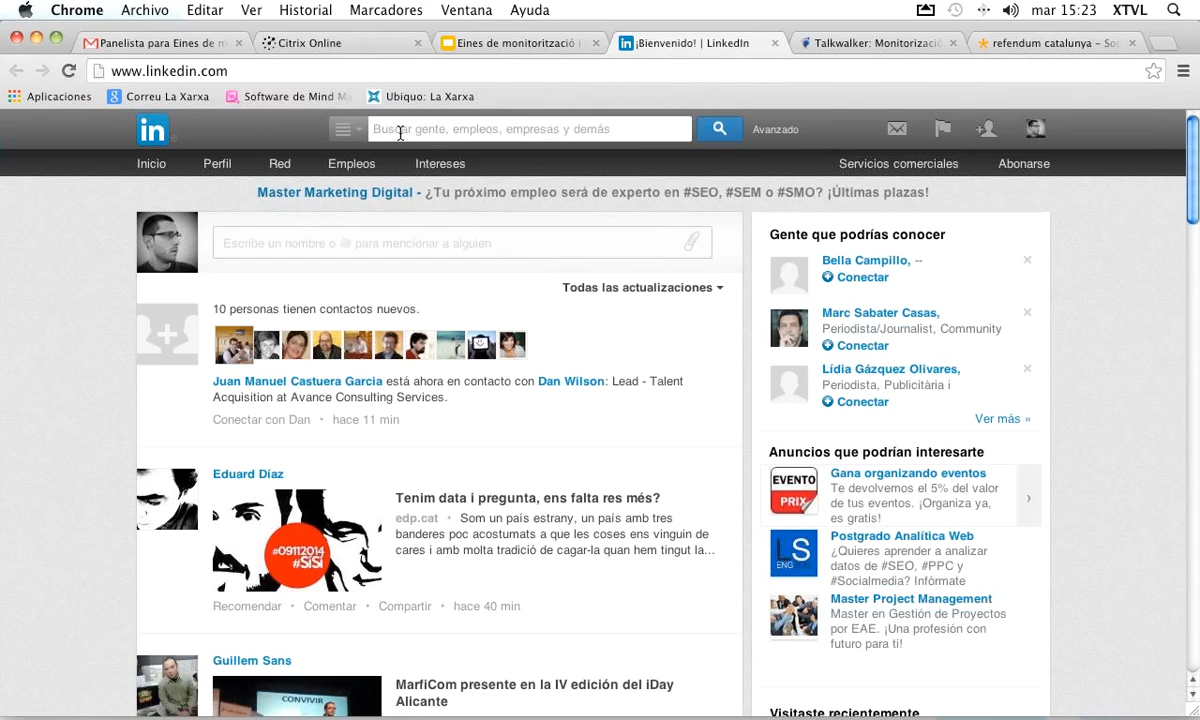 Chrome Archivo Editar Ver Historial Marcadores Ventana Ayuda mar 15:23 XTVL
Panelista para Eines de m
Citrix Online
Eines de monitorització i
¡Bienvenido! | LinkedIn
Talkwalker: Monitorizaci
refendum catalunya – Soc
www.linkedin.com
Aplicaciones Correu La Xarxa Software de Mind Ma Ubiquo: La Xarxa
in Buscar gente, empleos, empresas y demás Avanzado
Inicio Perfil Red Empleos Intereses Servicios comerciales Abonarse
Master Marketing Digital - ¿Tu próximo empleo será de experto en #SEO, #SEM o #SMO? ¡Últimas plazas!
Escribe un nombre o @ para mencionar a alguien
Todas las actualizaciones
10 personas tienen contactos nuevos.
Juan Manuel Castuera Garcia está ahora en contacto con Dan Wilson: Lead - Talent
Acquisition at Avance Consulting Services.
Conectar con Dan • hace 11 min
Eduard Díaz
#09112014
#SÍSÍ
Tenim data i pregunta, ens falta res més?
edp.cat • Som un país estrany, un país amb tres
banderes poc acostumats a que les coses ens vinguin de
cares i amb molta tradició de cagar-la quan hem tingut la...
Recomendar • Comentar • Compartir • hace 40 min
Guillem Sans
CONVIVIR
MarfiCom presente en la IV edición del iDay
Alicante
Gente que podrías conocer
Bella Campillo, --
Conectar
Marc Sabater Casas,
Periodista/Journalist, Community
Conectar
Lídia Gázquez Olivares,
Periodista, Publicitària i
Conectar
Ver más »
Anuncios que podrían interesarte
EVENTO
PRIX
Gana organizando eventos
Te devolvemos el 5% del valor
de tus eventos. ¡Organiza ya,
es gratis!
LS
ENG
Postgrado Analítica Web
¿Quieres aprender a analizar
datos de #SEO, #PPC y
#Socialmedia? Infórmate
Master Project Management
Master en Gestión de Proyectos
por EAE. ¡Una profesión con
futuro para ti!
Visitaste recientemente